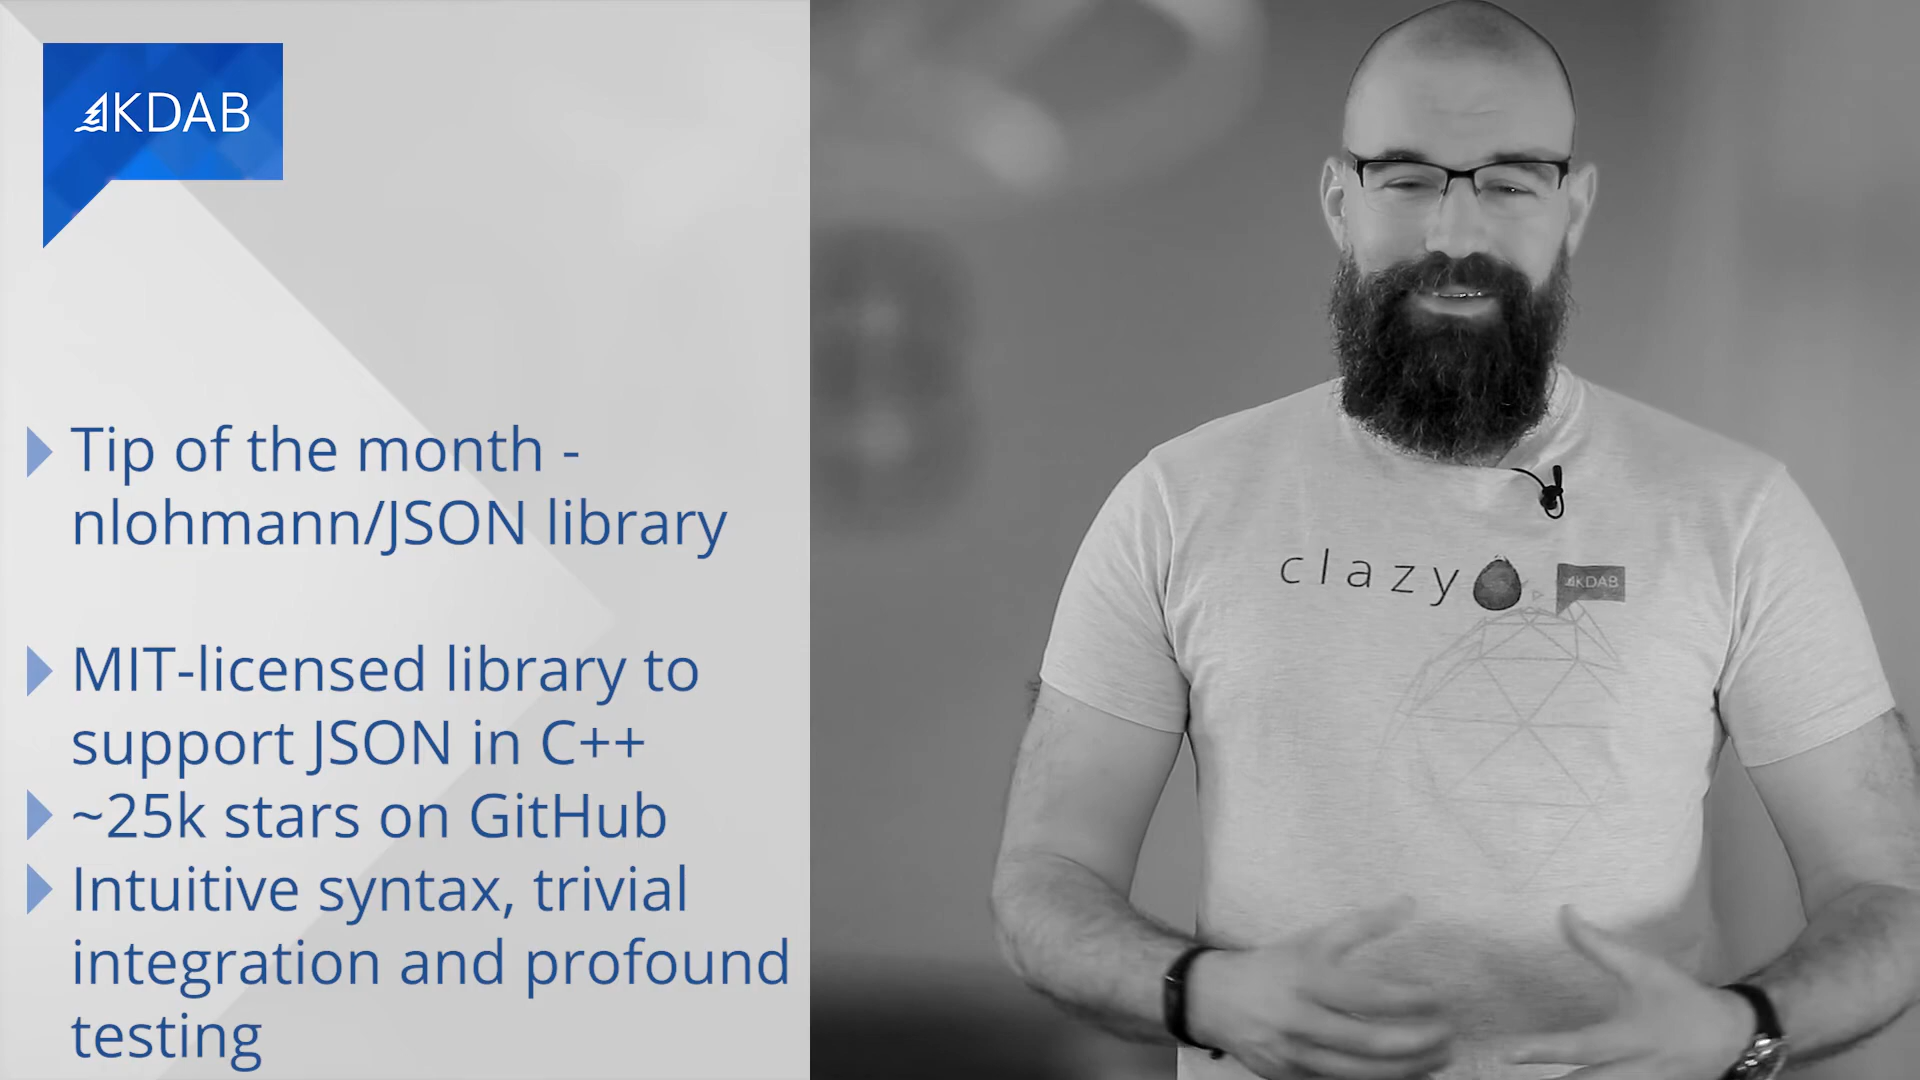 KDAB
Tip of the month -
nlohmann/JSON library
MIT-licensed library to
support JSON in C++
~25k stars on GitHub
Intuitive syntax, trivial
integration and profound
testing
clazy
KDAB